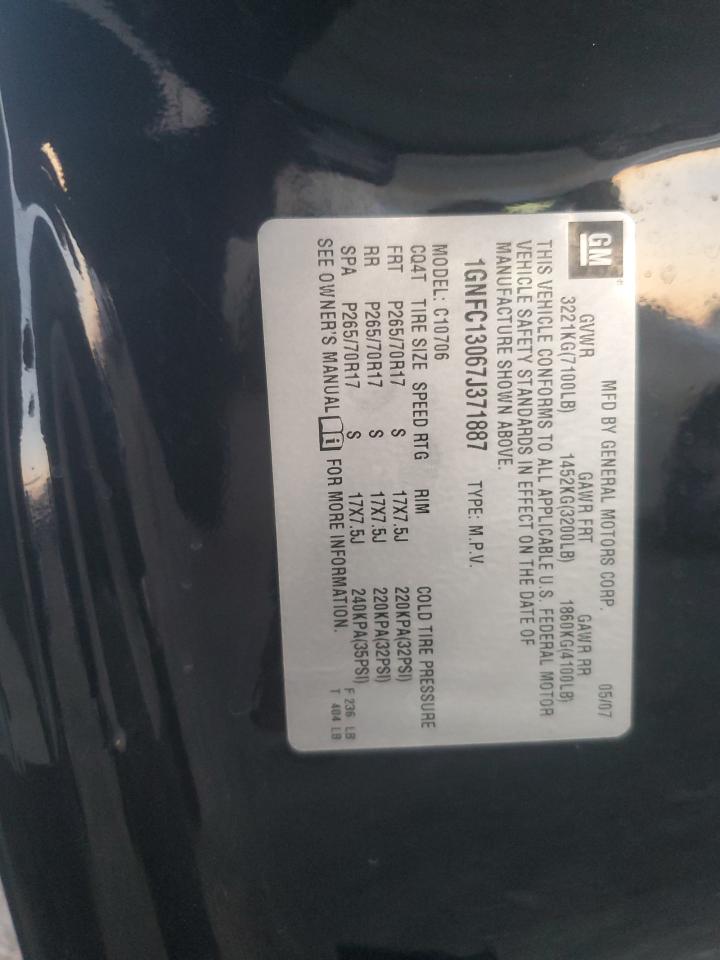 GM
MFD BY GENERAL MOTORS CORP. 05/07
GVWR GAWR FRT GAWR RR
3221KG(7100LB) 1452KG(3200LB) 1860KG(4100LB)
THIS VEHICLE CONFORMS TO ALL APPLICABLE U.S. FEDERAL MOTOR
VEHICLE SAFETY STANDARDS IN EFFECT ON THE DATE OF
MANUFACTURE SHOWN ABOVE.
1GNFC13067J371887 TYPE: M.P.V.
MODEL: C10706
CQ4T TIRE SIZE SPEED RTG RIM COLD TIRE PRESSURE
FRT P265/70R17 S 17X7.5J 220KPA(32PSI)
RR P265/70R17 S 17X7.5J 220KPA(32PSI)
SPA P265/70R17 S 17X7.5J 240KPA(35PSI)
SEE OWNER'S MANUAL i FOR MORE INFORMATION.
F 236 LB
T 404 LB